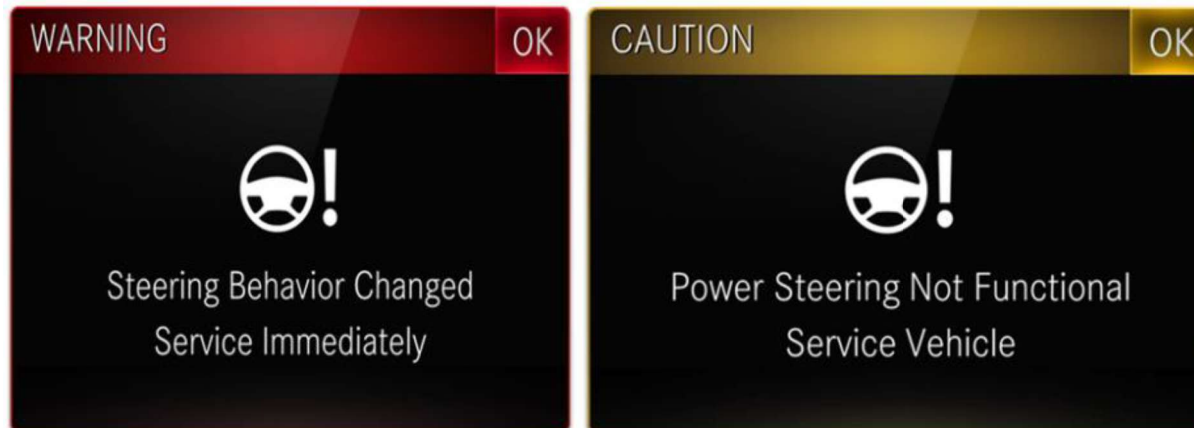 WARNING
OK
Steering Behavior Changed
Service Immediately
CAUTION
OK
Power Steering Not Functional
Service Vehicle